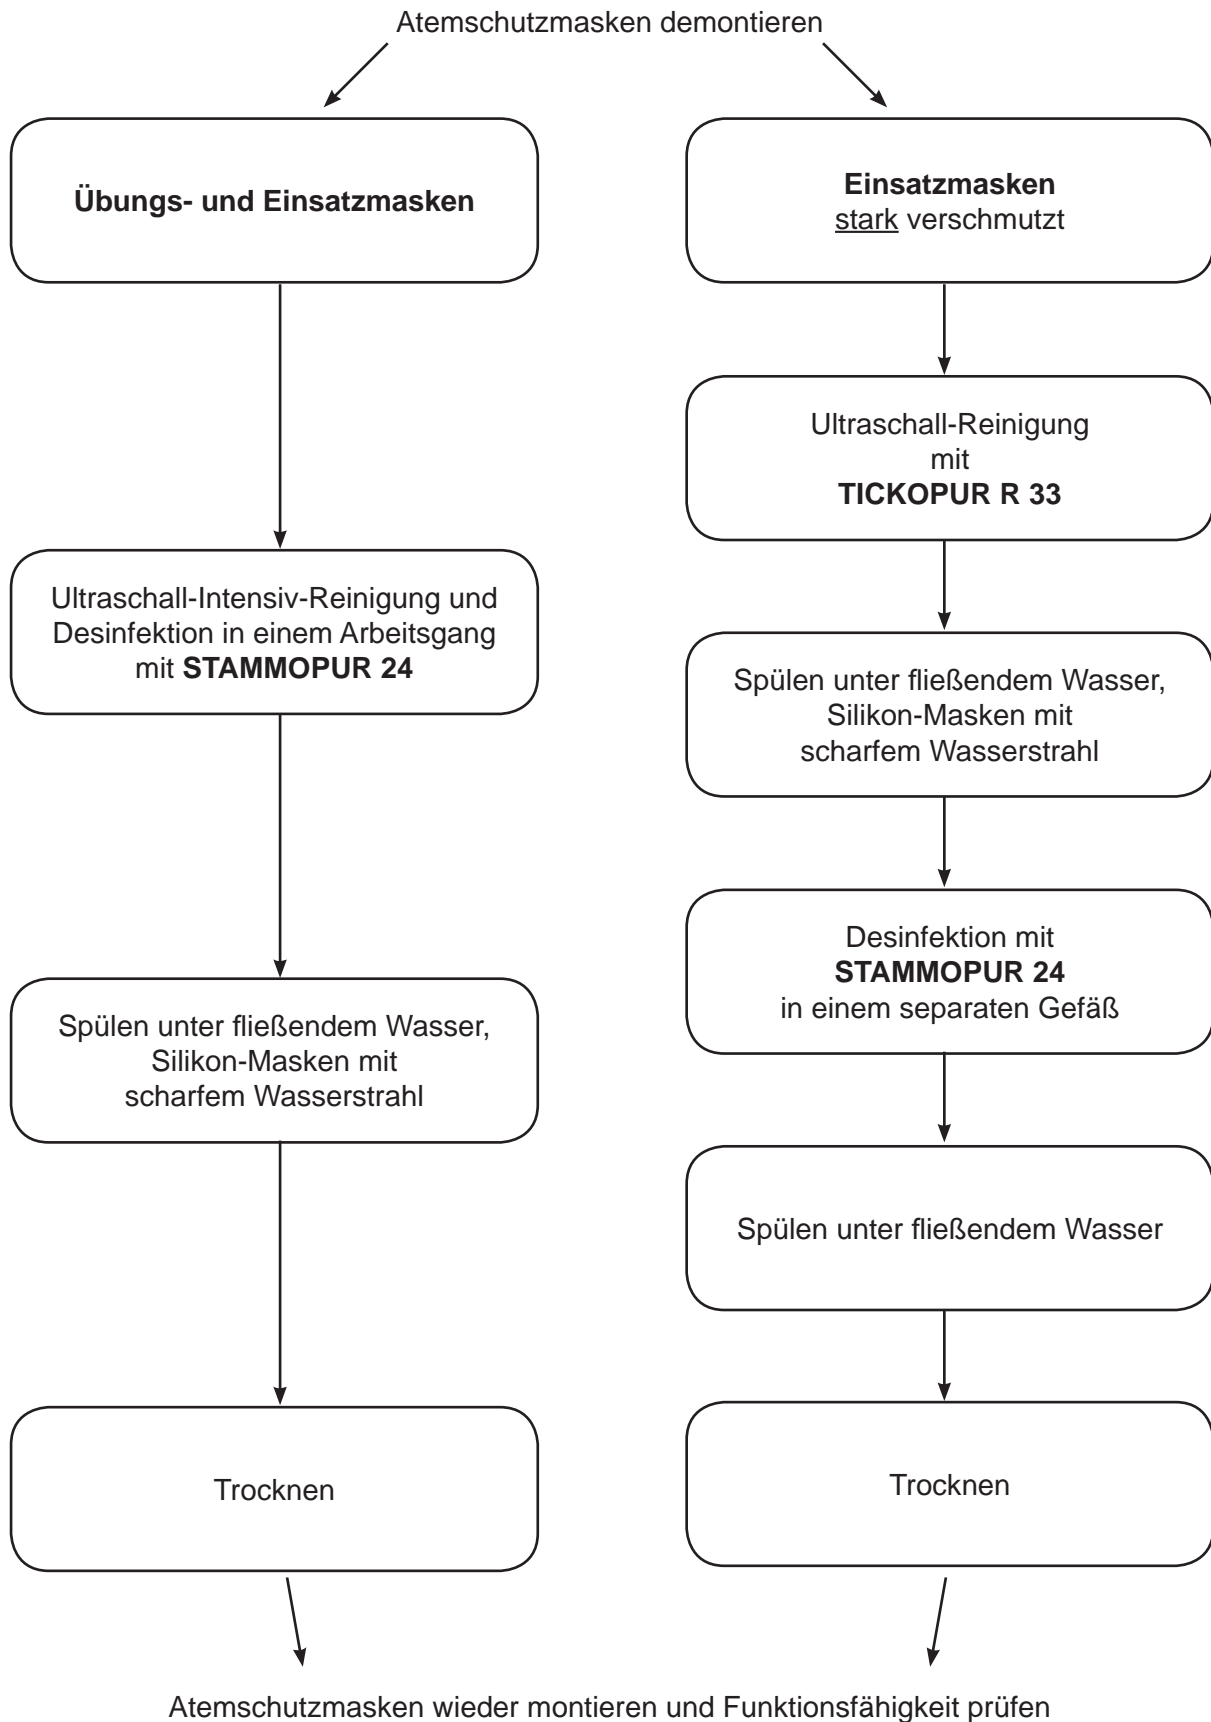 Atemschutzmasken demontieren
Übungs- und Einsatzmasken
Ultraschall-Intensiv-Reinigung und
Desinfektion in einem Arbeitsgang
mit STAMMOPUR 24
Spülen unter fließendem Wasser,
Silikon-Masken mit
scharfem Wasserstrahl
Trocknen
Einsatzmasken
stark verschmutzt
Ultraschall-Reinigung
mit
TICKOPUR R 33
Spülen unter fließendem Wasser,
Silikon-Masken mit
scharfem Wasserstrahl
Desinfektion mit
STAMMOPUR 24
in einem separaten Gefäß
Spülen unter fließendem Wasser
Trocknen
Atemschutzmasken wieder montieren und Funktionsfähigkeit prüfen